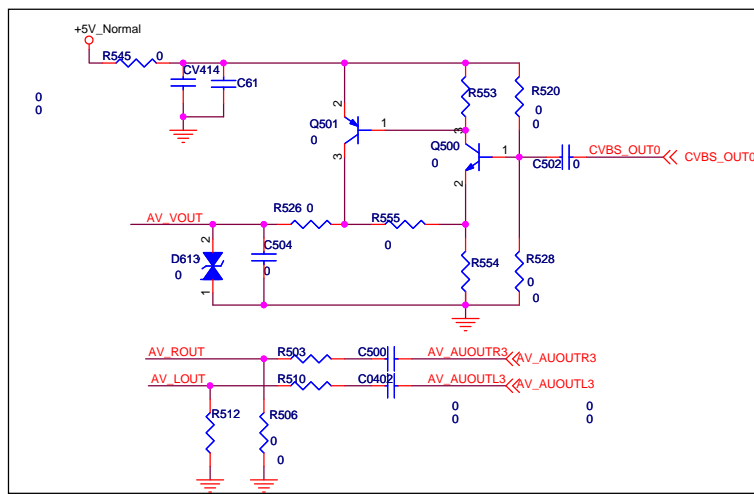 +5V_Normal
R545 0
CV414
C61
0
0
R553
R520
0
0
2
Q501
0
1
3
3
Q500
0
1
2
C502 0
CVBS_OUT0
CVBS_OUT0
AV_VOUT
R526 0
R555
0
2
D613
0
1
C504
0
R554
R528
0
0
AV_ROUT
R503
C500
AV_AUOUTR3
AV_AUOUTR3
AV_LOUT
R510
C0402
AV_AUOUTL3
AV_AUOUTL3
R512
R506
0
0
0
0
0
0